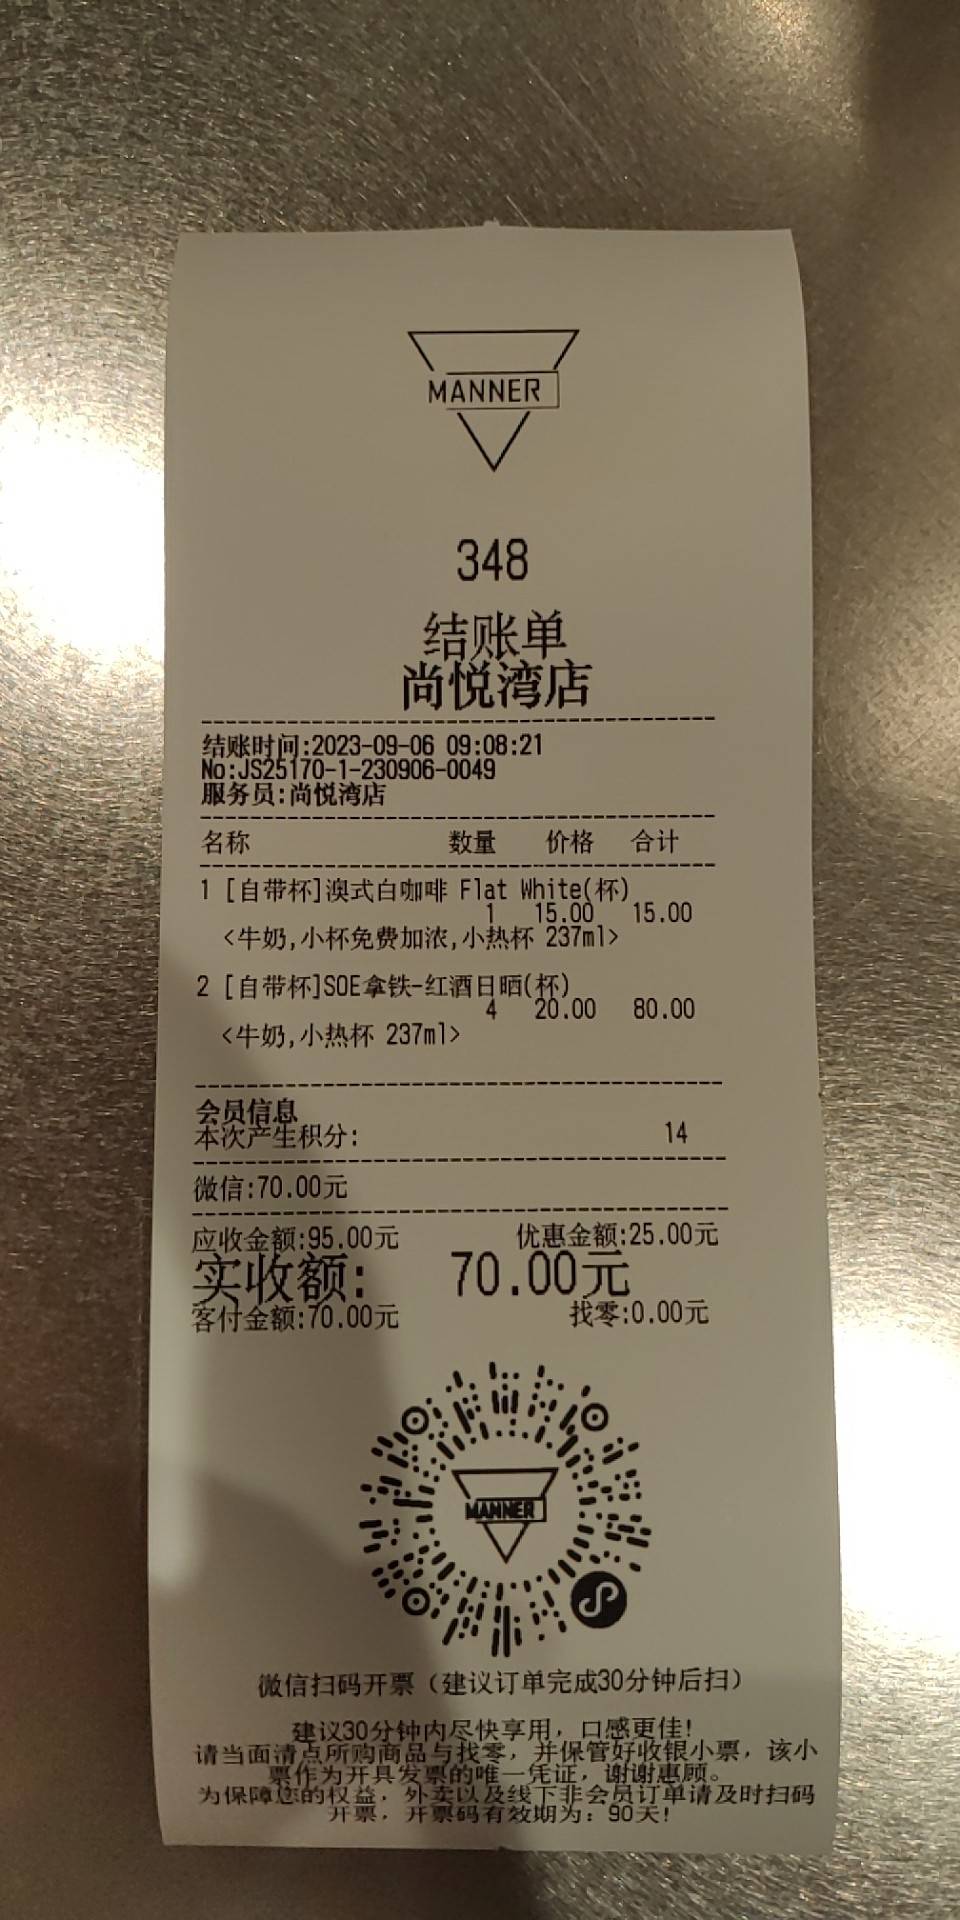 MANNER
348
结账单
尚悦湾店
结账时间:2023-09-06 09:08:21
No:JS25170-1-230906-0049
服务员:尚悦湾店
名称 数量 价格 合计
1 [自带杯]澳式白咖啡 Flat White(杯)
1 15.00 15.00
<牛奶,小杯免费加浓,小热杯 237ml>
2 [自带杯]SOE拿铁-红酒日晒(杯)
4 20.00 80.00
<牛奶,小热杯 237ml>
会员信息
本次产生积分: 14
微信:70.00元
应收金额:95.00元 优惠金额:25.00元
实收额: 70.00元
客付金额:70.00元 找零:0.00元
MANNER
微信扫码开票（建议订单完成30分钟后扫）
建议30分钟内尽快享用，口感更佳!
请当面清点所购商品与找零，并保管好收银小票，该小
票作为开具发票的唯一凭证，谢谢惠顾。
为保障您的权益，外卖以及线下非会员订单请及时扫码
开票，开票码有效期为：90天!